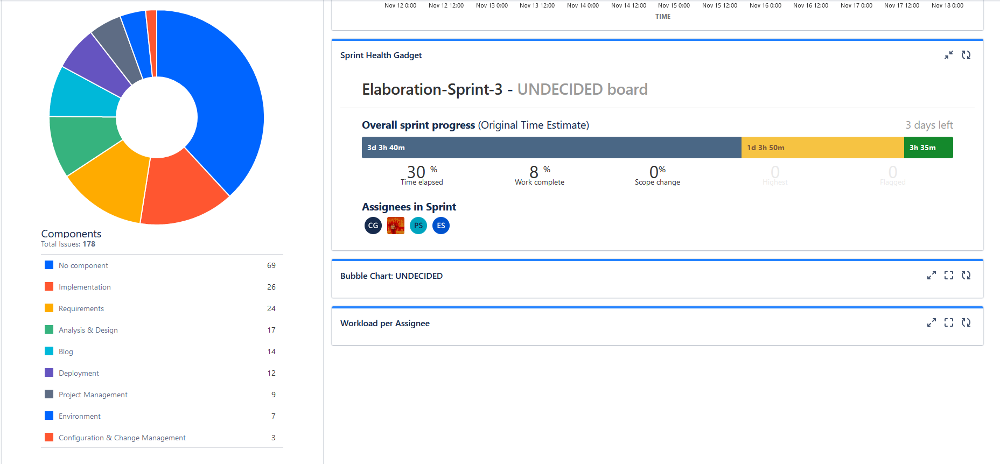 Components
Total Issues: 178
No component 69
Implementation 26
Requirements 24
Analysis & Design 17
Blog 14
Deployment 12
Project Management 9
Environment 7
Configuration & Change Management 3
Nov 12 0:00 Nov 12 12:00 Nov 13 0:00 Nov 13 12:00 Nov 14 0:00 Nov 14 12:00 Nov 15 0:00 Nov 15 12:00 Nov 16 0:00 Nov 16 12:00 Nov 17 0:00 Nov 17 12:00 Nov 18 0:00
TIME
Sprint Health Gadget
Elaboration-Sprint-3 - UNDECIDED board
Overall sprint progress (Original Time Estimate) 3 days left
3d 3h 40m 1d 3h 50m 3h 35m
30 % 8 % 0% 0 0
Time elapsed Work complete Scope change Highest Flagged
Assignees in Sprint
CG PS ES
Bubble Chart: UNDECIDED
Workload per Assignee